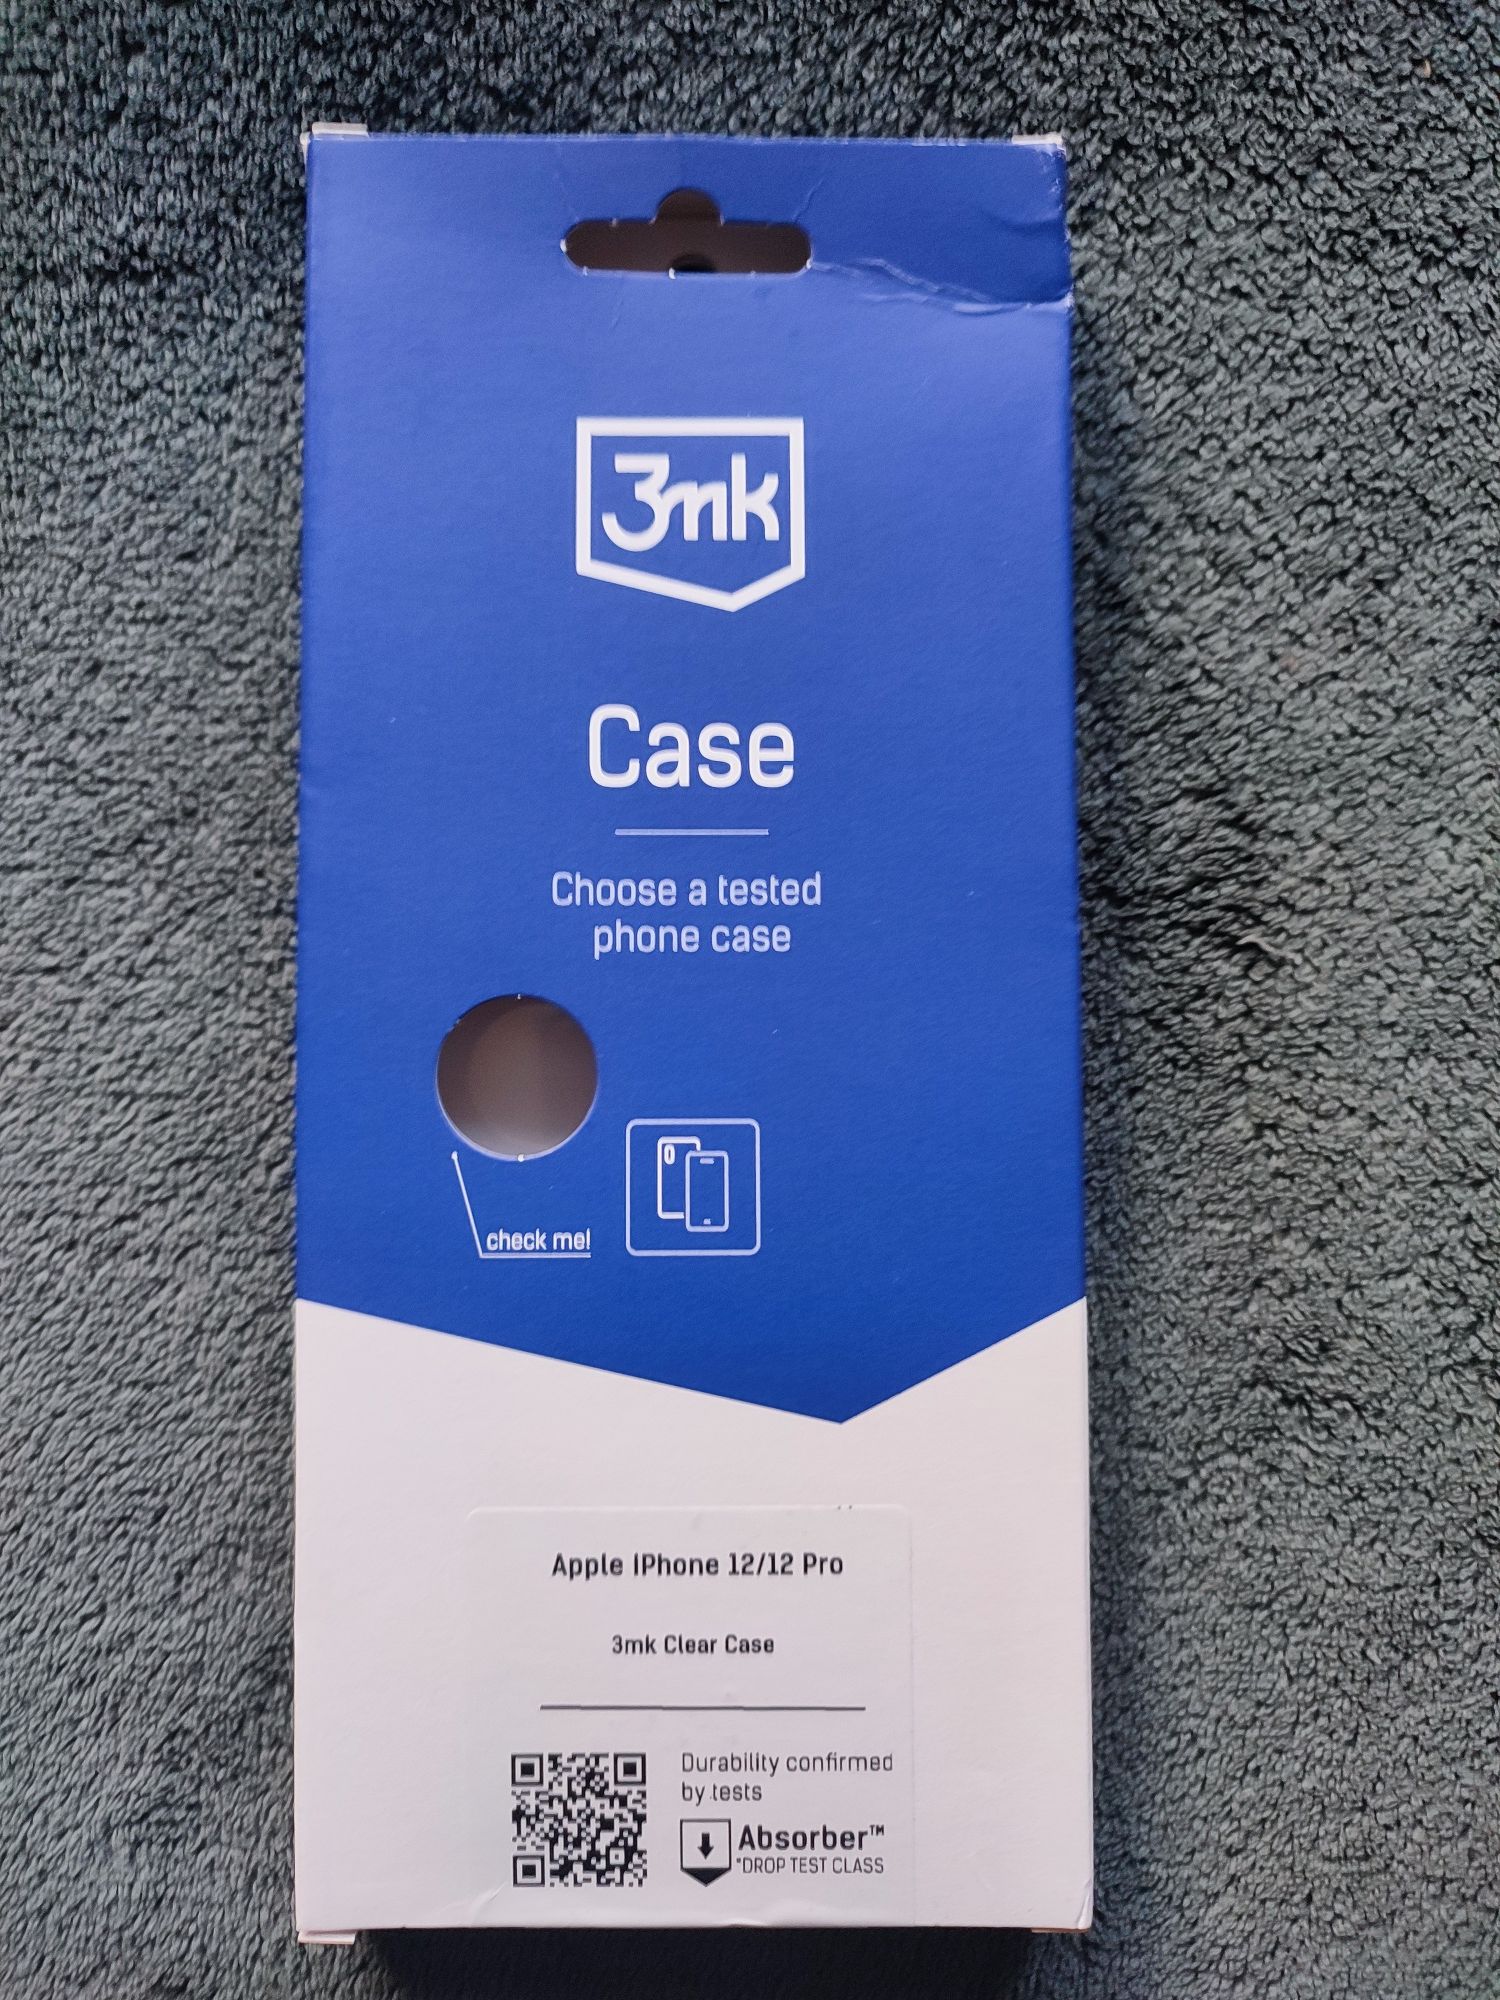 3mk
Case
Choose a tested
phone case
check me!
Apple iPhone 12/12 Pro
3mk Clear Case
Durability confirmed
by tests
Absorber™
*DROP TEST CLASS